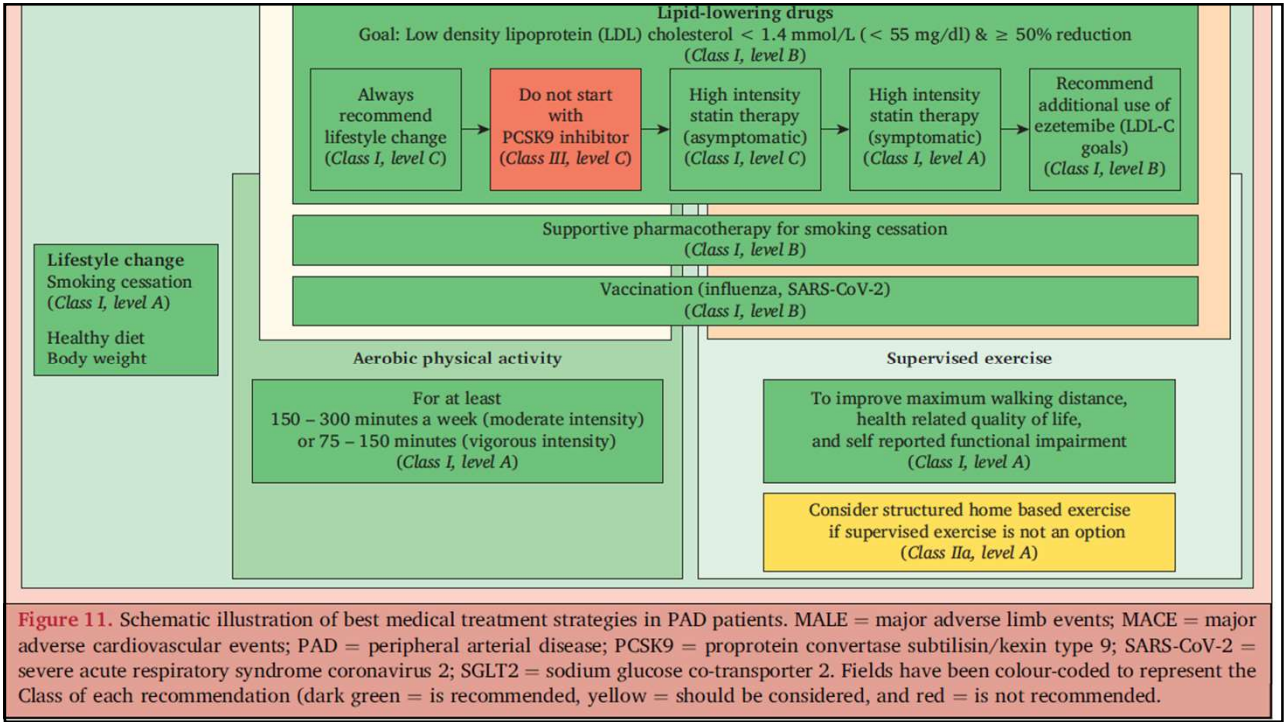 Lipid-lowering drugs
Goal: Low density lipoprotein (LDL) cholesterol < 1.4 mmol/L (< 55 mg/dl) & ≥ 50% reduction
(Class I, level B)
Always
recommend
lifestyle change
(Class I, level C)
Do not start
with
PCSK9 inhibitor
(Class III, level C)
High intensity
statin therapy
(asymptomatic)
(Class I, level C)
High intensity
statin therapy
(symptomatic)
(Class I, level A)
Recommend
additional use of
ezetemibe (LDL-C
goals)
(Class I, level B)
Supportive pharmacotherapy for smoking cessation
(Class I, level B)
Vaccination (influenza, SARS-CoV-2)
(Class I, level B)
Lifestyle change
Smoking cessation
(Class I, level A)
Healthy diet
Body weight
Aerobic physical activity
For at least
150 – 300 minutes a week (moderate intensity)
or 75 – 150 minutes (vigorous intensity)
(Class I, level A)
Supervised exercise
To improve maximum walking distance,
health related quality of life,
and self reported functional impairment
(Class I, level A)
Consider structured home based exercise
if supervised exercise is not an option
(Class IIa, level A)
Figure 11. Schematic illustration of best medical treatment strategies in PAD patients. MALE = major adverse limb events; MACE = major
adverse cardiovascular events; PAD = peripheral arterial disease; PCSK9 = proprotein convertase subtilisin/kexin type 9; SARS-CoV-2 =
severe acute respiratory syndrome coronavirus 2; SGLT2 = sodium glucose co-transporter 2. Fields have been colour-coded to represent the
Class of each recommendation (dark green = is recommended, yellow = should be considered, and red = is not recommended.